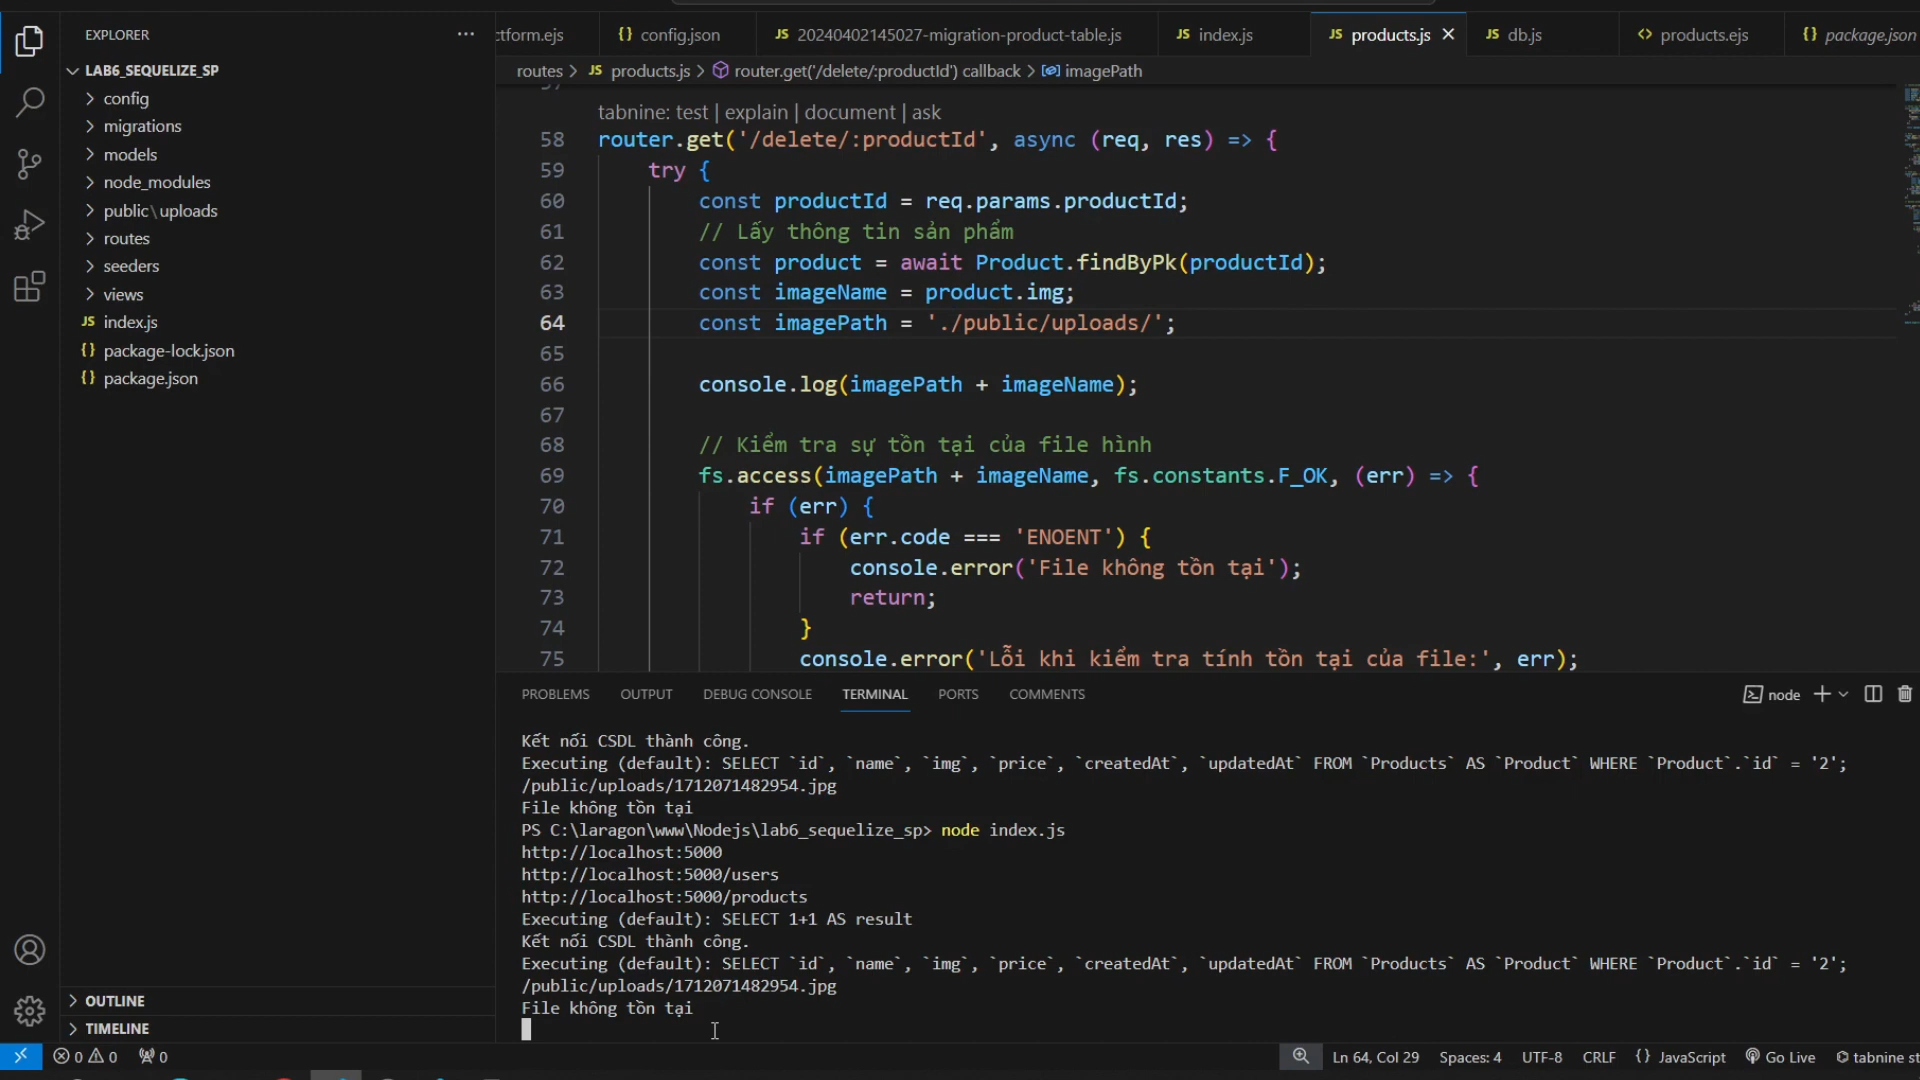 EXPLORER
ctform.ejs
{} config.json
JS 20240402145027-migration-product-table.js
JS index.js
JS products.js
JS db.js
<> products.ejs
{} package.json
LAB6_SEQUELIZE_SP
config
migrations
models
node_modules
public\uploads
routes
seeders
views
JS index.js
{} package-lock.json
{} package.json
OUTLINE
TIMELINE
routes > JS products.js > router.get('/delete/:productId') callback > imagePath
tabnine: test | explain | document | ask
58 router.get('/delete/:productId', async (req, res) => {
59 try {
60 const productId = req.params.productId;
61 // Lấy thông tin sản phẩm
62 const product = await Product.findByPk(productId);
63 const imageName = product.img;
64 const imagePath = './public/uploads/';
65
66 console.log(imagePath + imageName);
67
68 // Kiểm tra sự tồn tại của file hình
69 fs.access(imagePath + imageName, fs.constants.F_OK, (err) => {
70 if (err) {
71 if (err.code === 'ENOENT') {
72 console.error('File không tồn tại');
73 return;
74 }
75 console.error('Lỗi khi kiểm tra tính tồn tại của file:', err);
PROBLEMS OUTPUT DEBUG CONSOLE TERMINAL PORTS COMMENTS
node
Kết nối CSDL thành công.
Executing (default): SELECT `id`, `name`, `img`, `price`, `createdAt`, `updatedAt` FROM `Products` AS `Product` WHERE `Product`.`id` = '2';
/public/uploads/1712071482954.jpg
File không tồn tại
PS C:\laragon\www\Nodejs\lab6_sequelize_sp> node index.js
http://localhost:5000
http://localhost:5000/users
http://localhost:5000/products
Executing (default): SELECT 1+1 AS result
Kết nối CSDL thành công.
Executing (default): SELECT `id`, `name`, `img`, `price`, `createdAt`, `updatedAt` FROM `Products` AS `Product` WHERE `Product`.`id` = '2';
/public/uploads/1712071482954.jpg
File không tồn tại
0 0 0
Ln 64, Col 29 Spaces: 4 UTF-8 CRLF {} JavaScript Go Live tabnine st